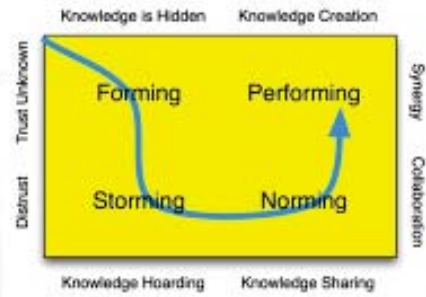 Knowledge is Hidden Knowledge Creation
Trust Unknown
Forming Performing
Synergy
Distrust
Storming Norming
Collaboration
Knowledge Hoarding Knowledge Sharing